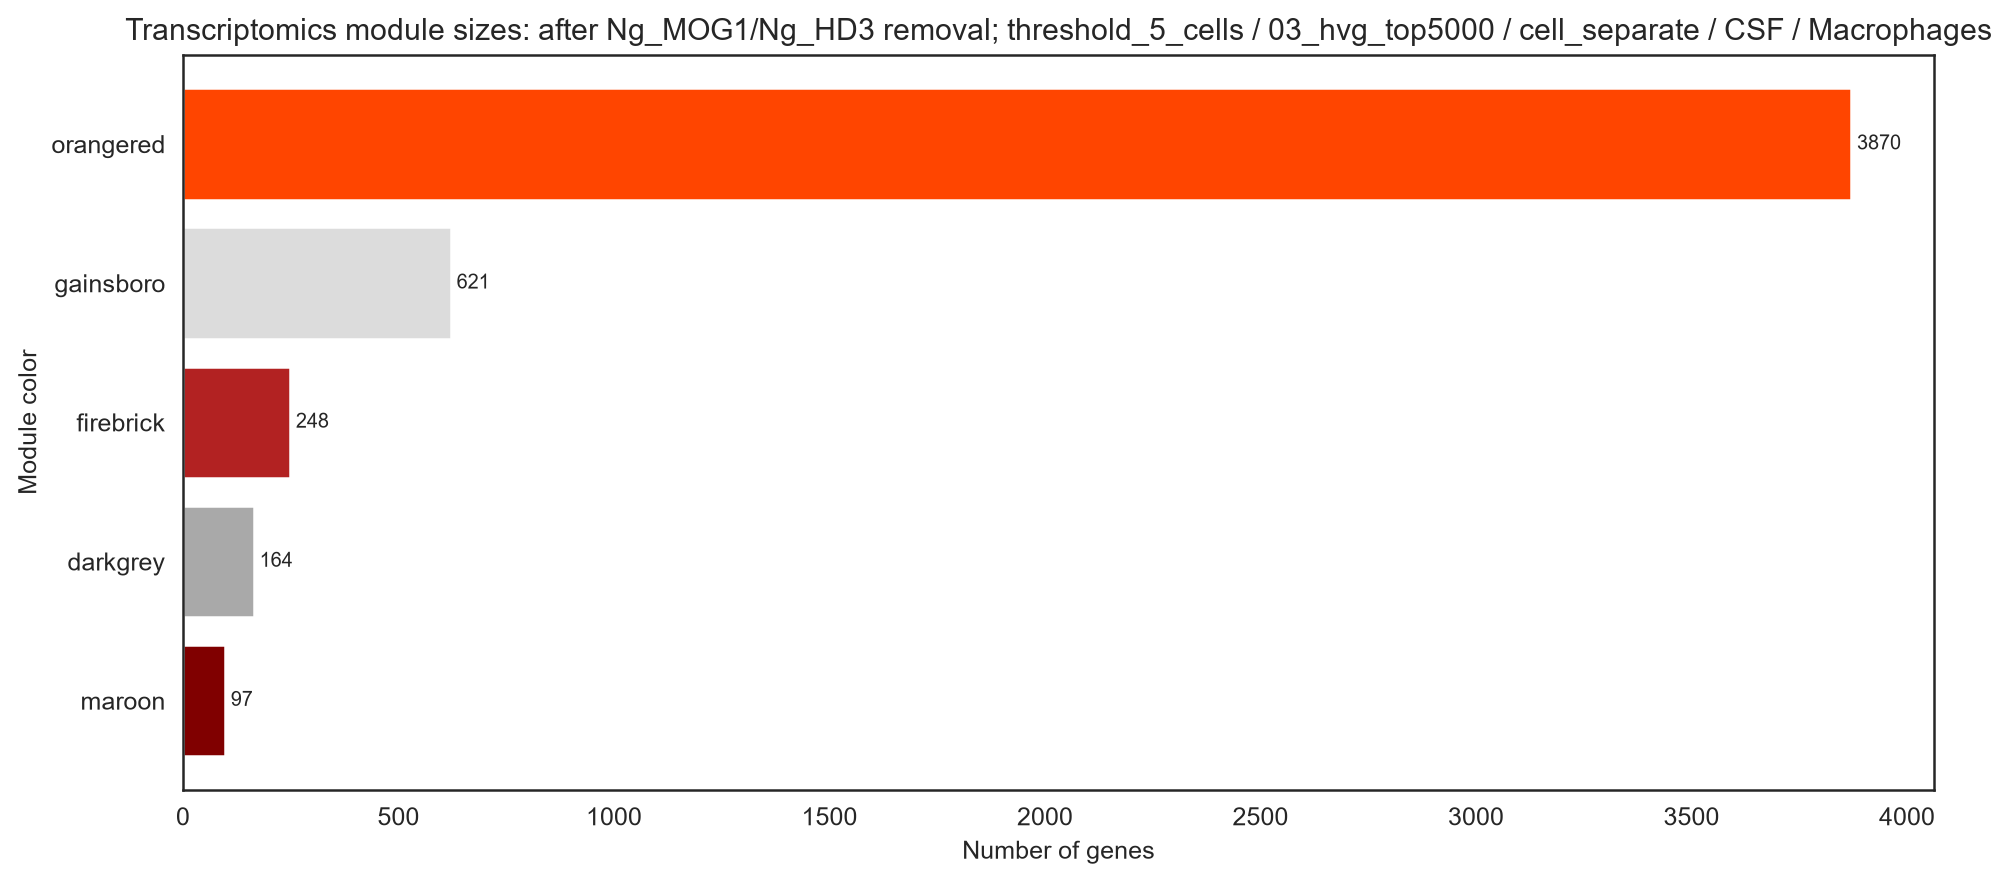 Transcriptomics module sizes: after Ng_MOG1/Ng_HD3 removal; threshold_5_cells / 03_hvg_top5000 / cell_separate / CSF / Macrophages
Module color
orangered
3870
gainsboro
621
firebrick
248
darkgrey
164
maroon
97
0 500 1000 1500 2000 2500 3000 3500 4000
Number of genes